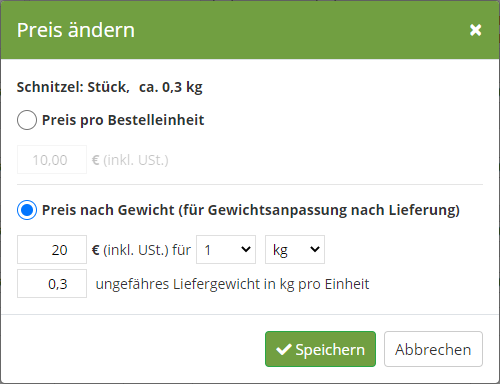 Preis ändern
Schnitzel: Stück, ca. 0,3 kg
Preis pro Bestelleinheit
10,00 € (inkl. USt.)
Preis nach Gewicht (für Gewichtsanpassung nach Lieferung)
20 € (inkl. USt.) für 1 kg
0,3 ungefähres Liefergewicht in kg pro Einheit
Speichern Abbrechen